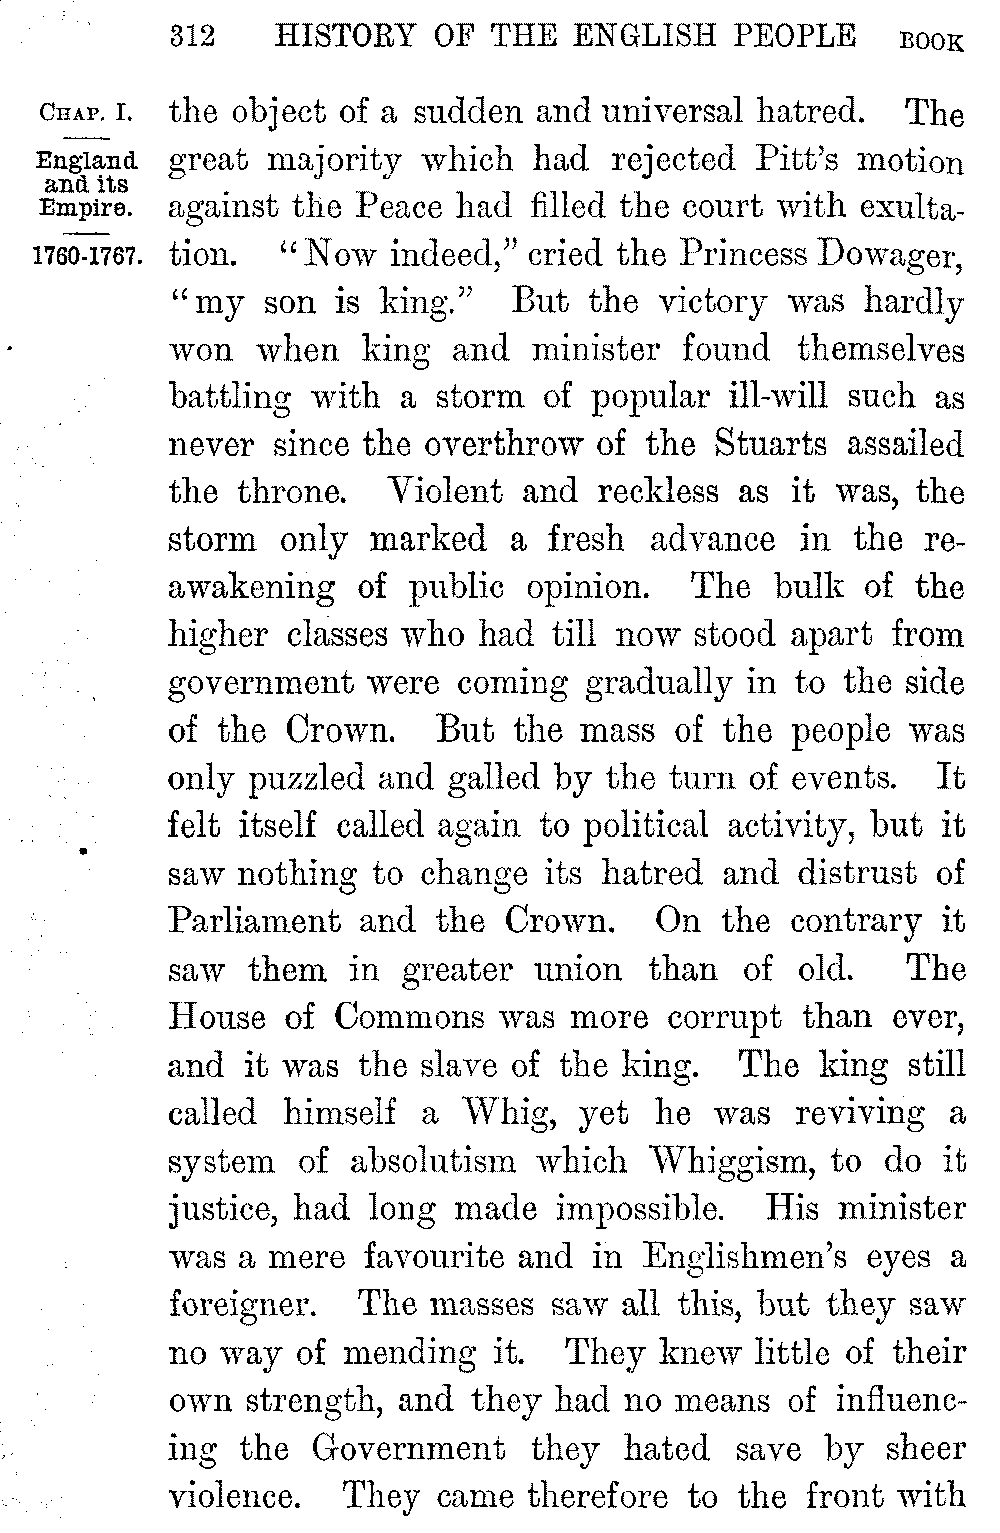 312 HISTORY OF THE ENGLISH PEOPLE BOOK
CHAP. I.
England
and its
Empire.
1760-1767.
the object of a sudden and universal hatred. The
great majority which had rejected Pitt's motion
against the Peace had filled the court with exulta-
tion. "Now indeed," cried the Princess Dowager,
"my son is king." But the victory was hardly
won when king and minister found themselves
battling with a storm of popular ill-will such as
never since the overthrow of the Stuarts assailed
the throne. Violent and reckless as it was, the
storm only marked a fresh advance in the re-
awakening of public opinion. The bulk of the
higher classes who had till now stood apart from
government were coming gradually in to the side
of the Crown. But the mass of the people was
only puzzled and galled by the turn of events. It
felt itself called again to political activity, but it
saw nothing to change its hatred and distrust of
Parliament and the Crown. On the contrary it
saw them in greater union than of old. The
House of Commons was more corrupt than ever,
and it was the slave of the king. The king still
called himself a Whig, yet he was reviving a
system of absolutism which Whiggism, to do it
justice, had long made impossible. His minister
was a mere favourite and in Englishmen's eyes a
foreigner. The masses saw all this, but they saw
no way of mending it. They knew little of their
own strength, and they had no means of influenc-
ing the Government they hated save by sheer
violence. They came therefore to the front with